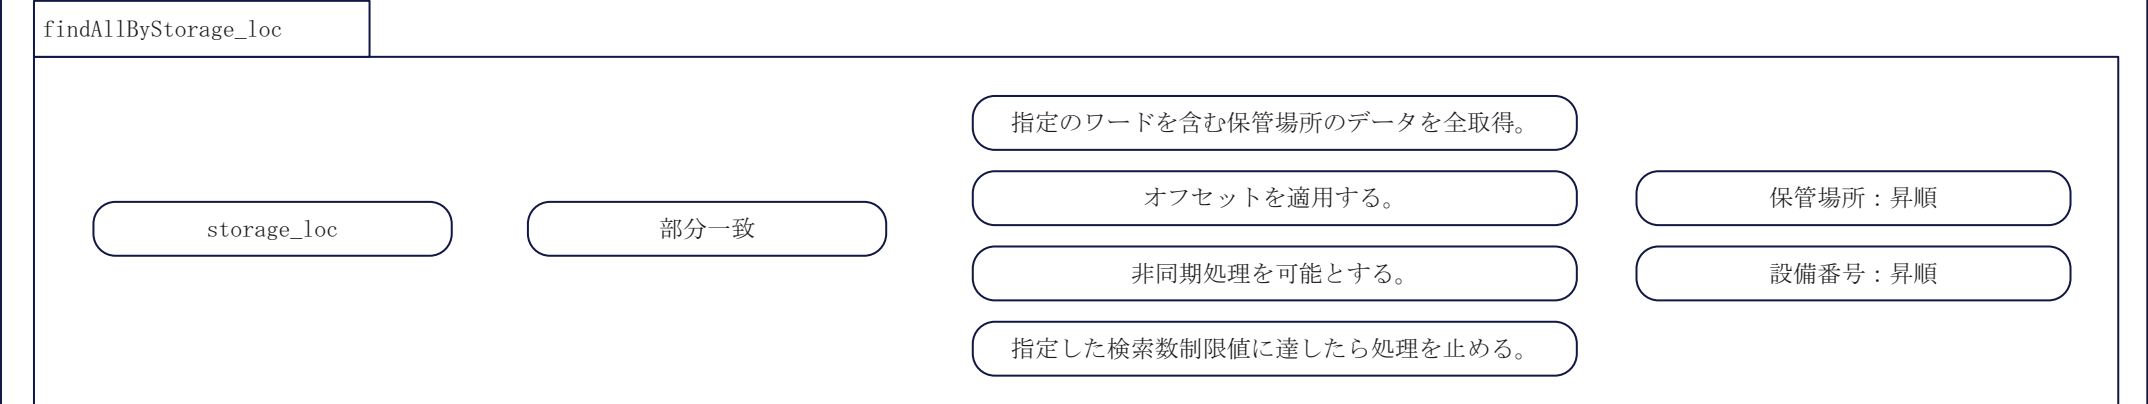 findAllByStorage_loc
storage_loc
部分一致
指定のワードを含む保管場所のデータを全取得。
オフセットを適用する。
非同期処理を可能とする。
指定した検索数制限値に達したら処理を止める。
保管場所：昇順
設備番号：昇順